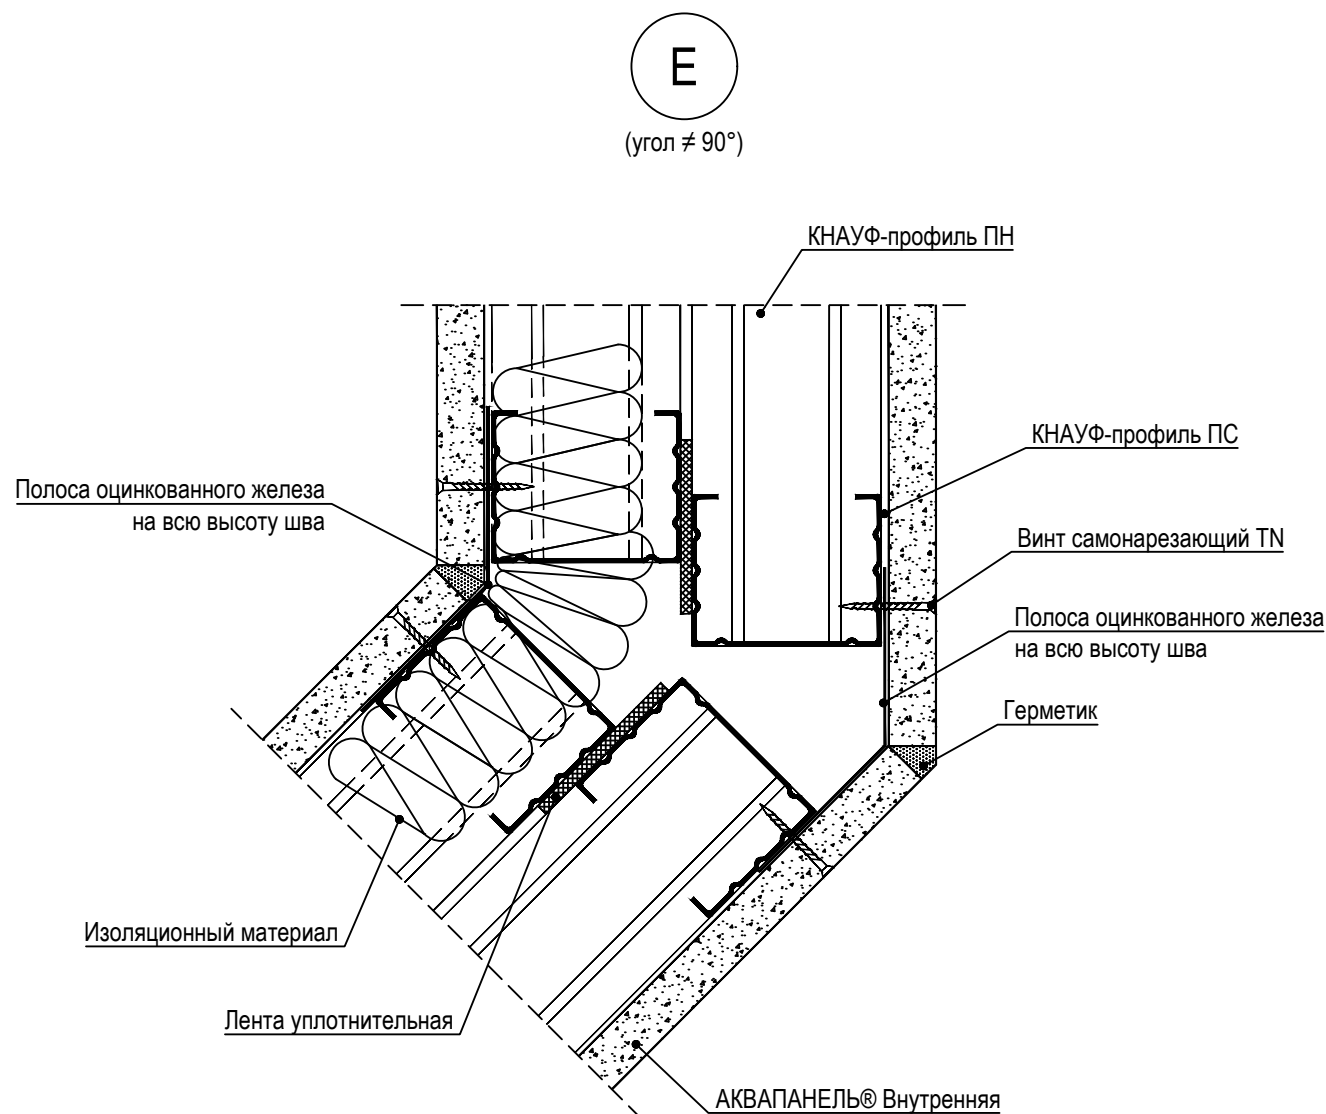 E
(угол ≠ 90°)
КНАУФ-профиль ПН
КНАУФ-профиль ПС
Полоса оцинкованного железа
на всю высоту шва
Винт самонарезающий TN
Полоса оцинкованного железа
на всю высоту шва
Герметик
Изоляционный материал
Лента уплотнительная
АКВАПАНЕЛЬ® Внутренняя